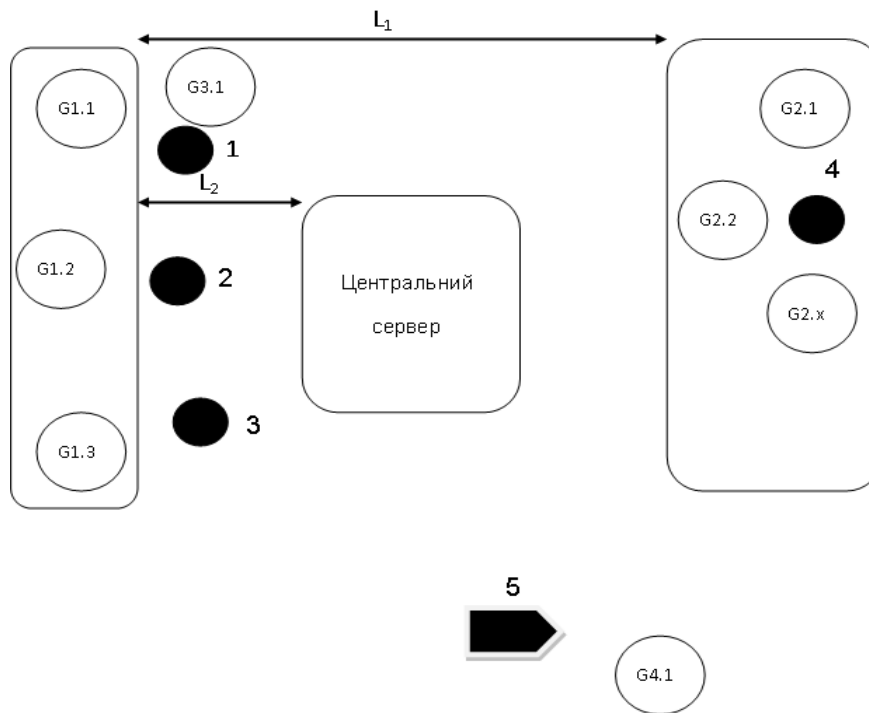 L1
G3.1
G1.1
G2.1
1
4
L2
G2.2
G1.2
2
Центральний
сервер
G2.x
3
G1.3
5
G4.1